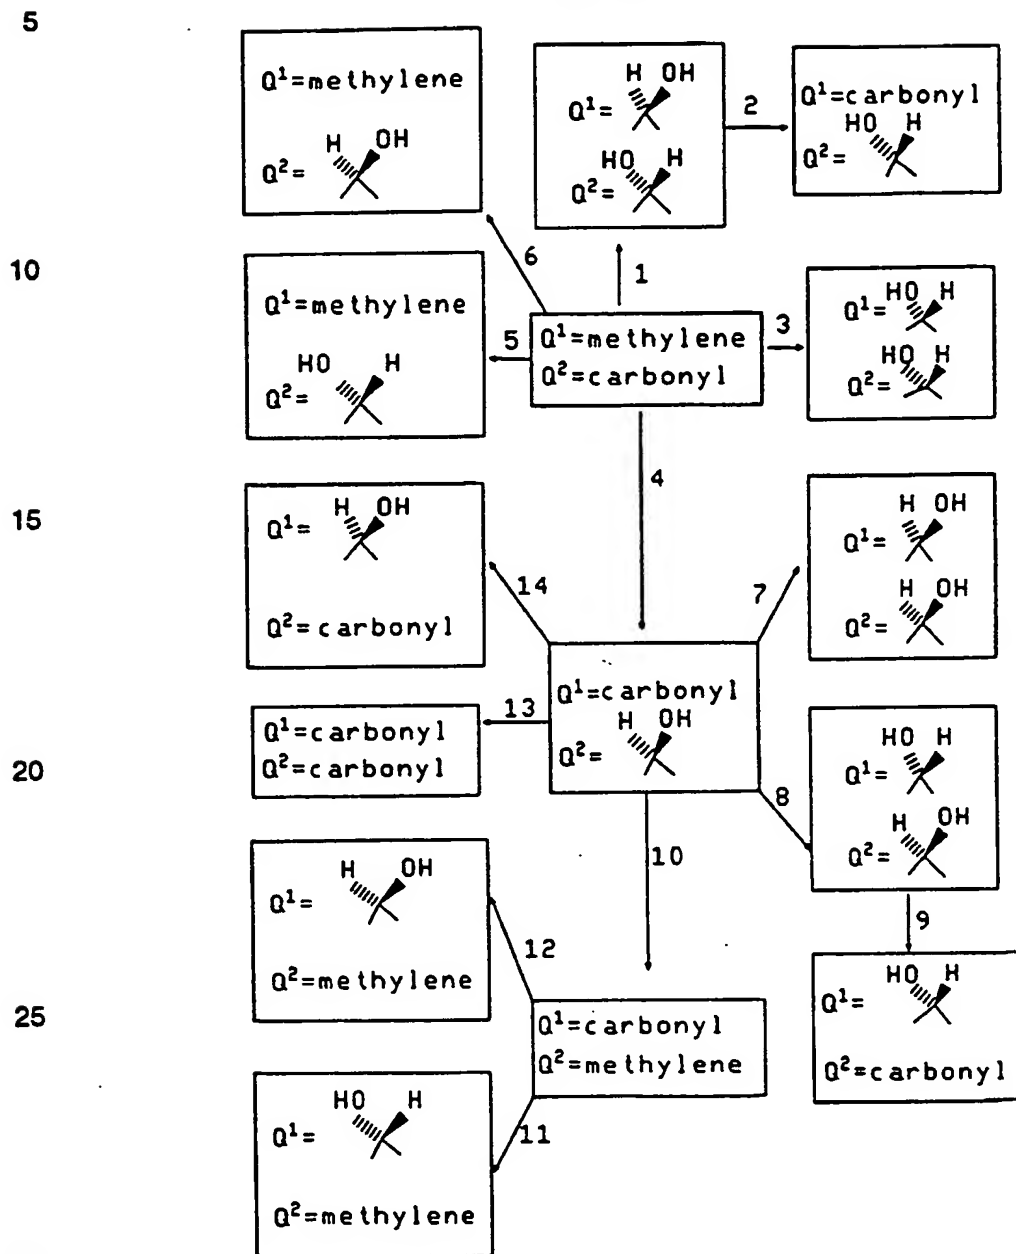 5
Q¹=methylene
H OH
Q²=
H OH
Q¹=
HO H
Q²=
2
Q¹=carbonyl
HO H
Q²=
10
6
1
Q¹=methylene
HO H
Q²=
5
Q¹=methylene
Q²=carbonyl
3
HO H
Q¹=
HO H
Q²=
4
15
H OH
Q¹=
Q²=carbonyl
14
7
H OH
Q¹=
H OH
Q²=
20
Q¹=carbonyl
Q²=carbonyl
13
Q¹=carbonyl
H OH
Q²=
8
HO H
Q¹=
H OH
Q²=
10
9
H OH
Q¹=
Q²=methylene
12
25
Q¹=carbonyl
Q²=methylene
HO H
Q¹=
Q²=carbonyl
11
HO H
Q¹=
Q²=methylene